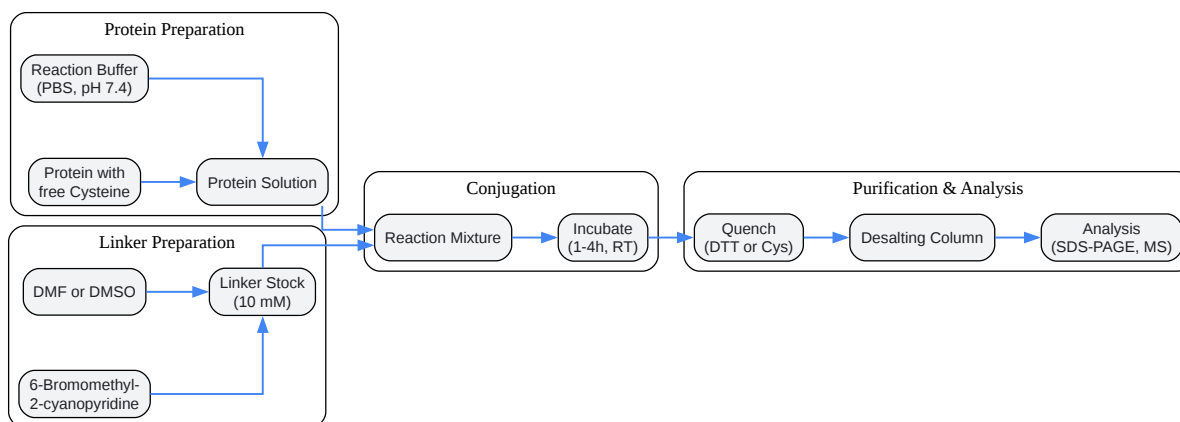 Protein Preparation
Reaction Buffer
(PBS, pH 7.4)
Protein with
free Cysteine
Protein Solution
Linker Preparation
DMF or DMSO
Linker Stock
(10 mM)
6-Bromomethyl-
2-cyanopyridine
Conjugation
Reaction Mixture
Incubate
(1-4h, RT)
Purification & Analysis
Quench
(DTT or Cys)
Desalting Column
Analysis
(SDS-PAGE, MS)